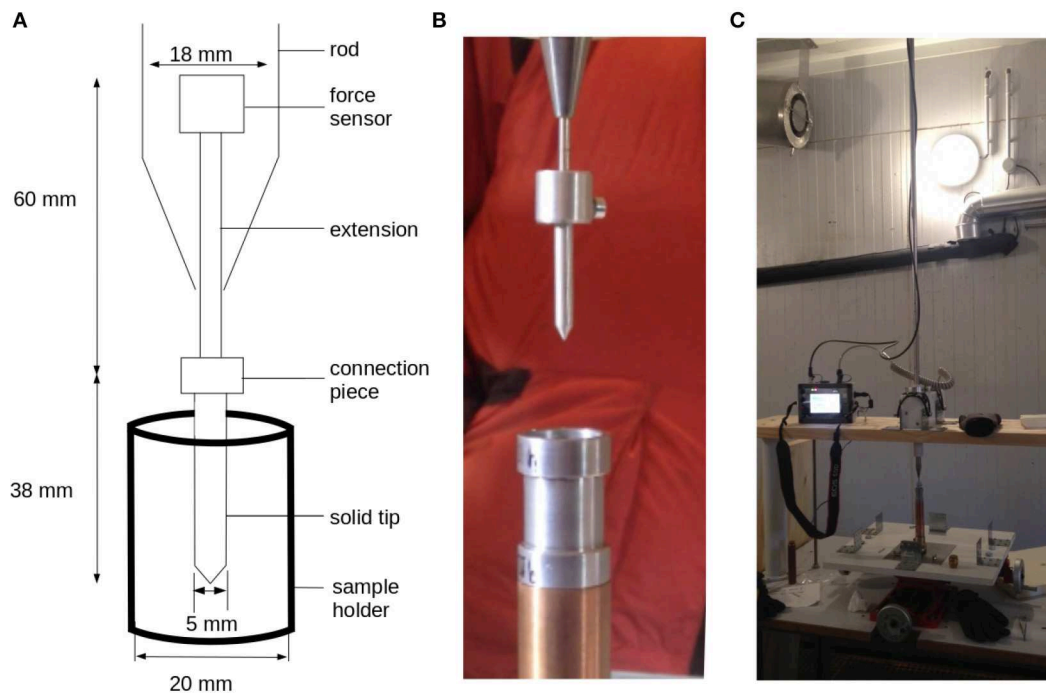 A
B
C
18 mm
rod
force
sensor
60 mm
extension
connection
piece
38 mm
solid tip
sample
holder
5 mm
20 mm